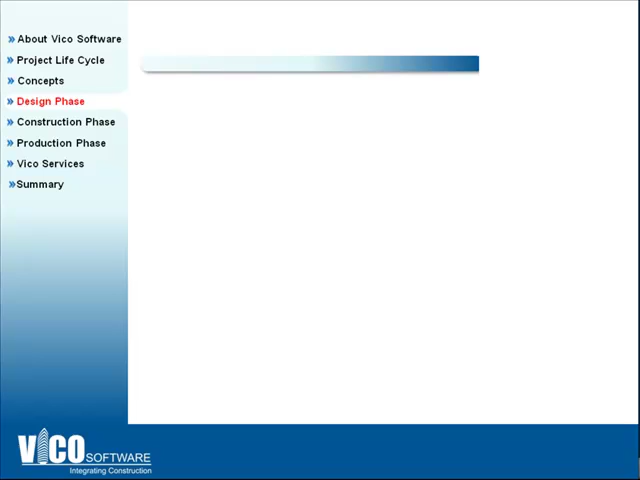 » About Vico Software
» Project Life Cycle
» Concepts
» Design Phase
» Construction Phase
» Production Phase
» Vico Services
» Summary
VICO SOFTWARE
Integrating Construction